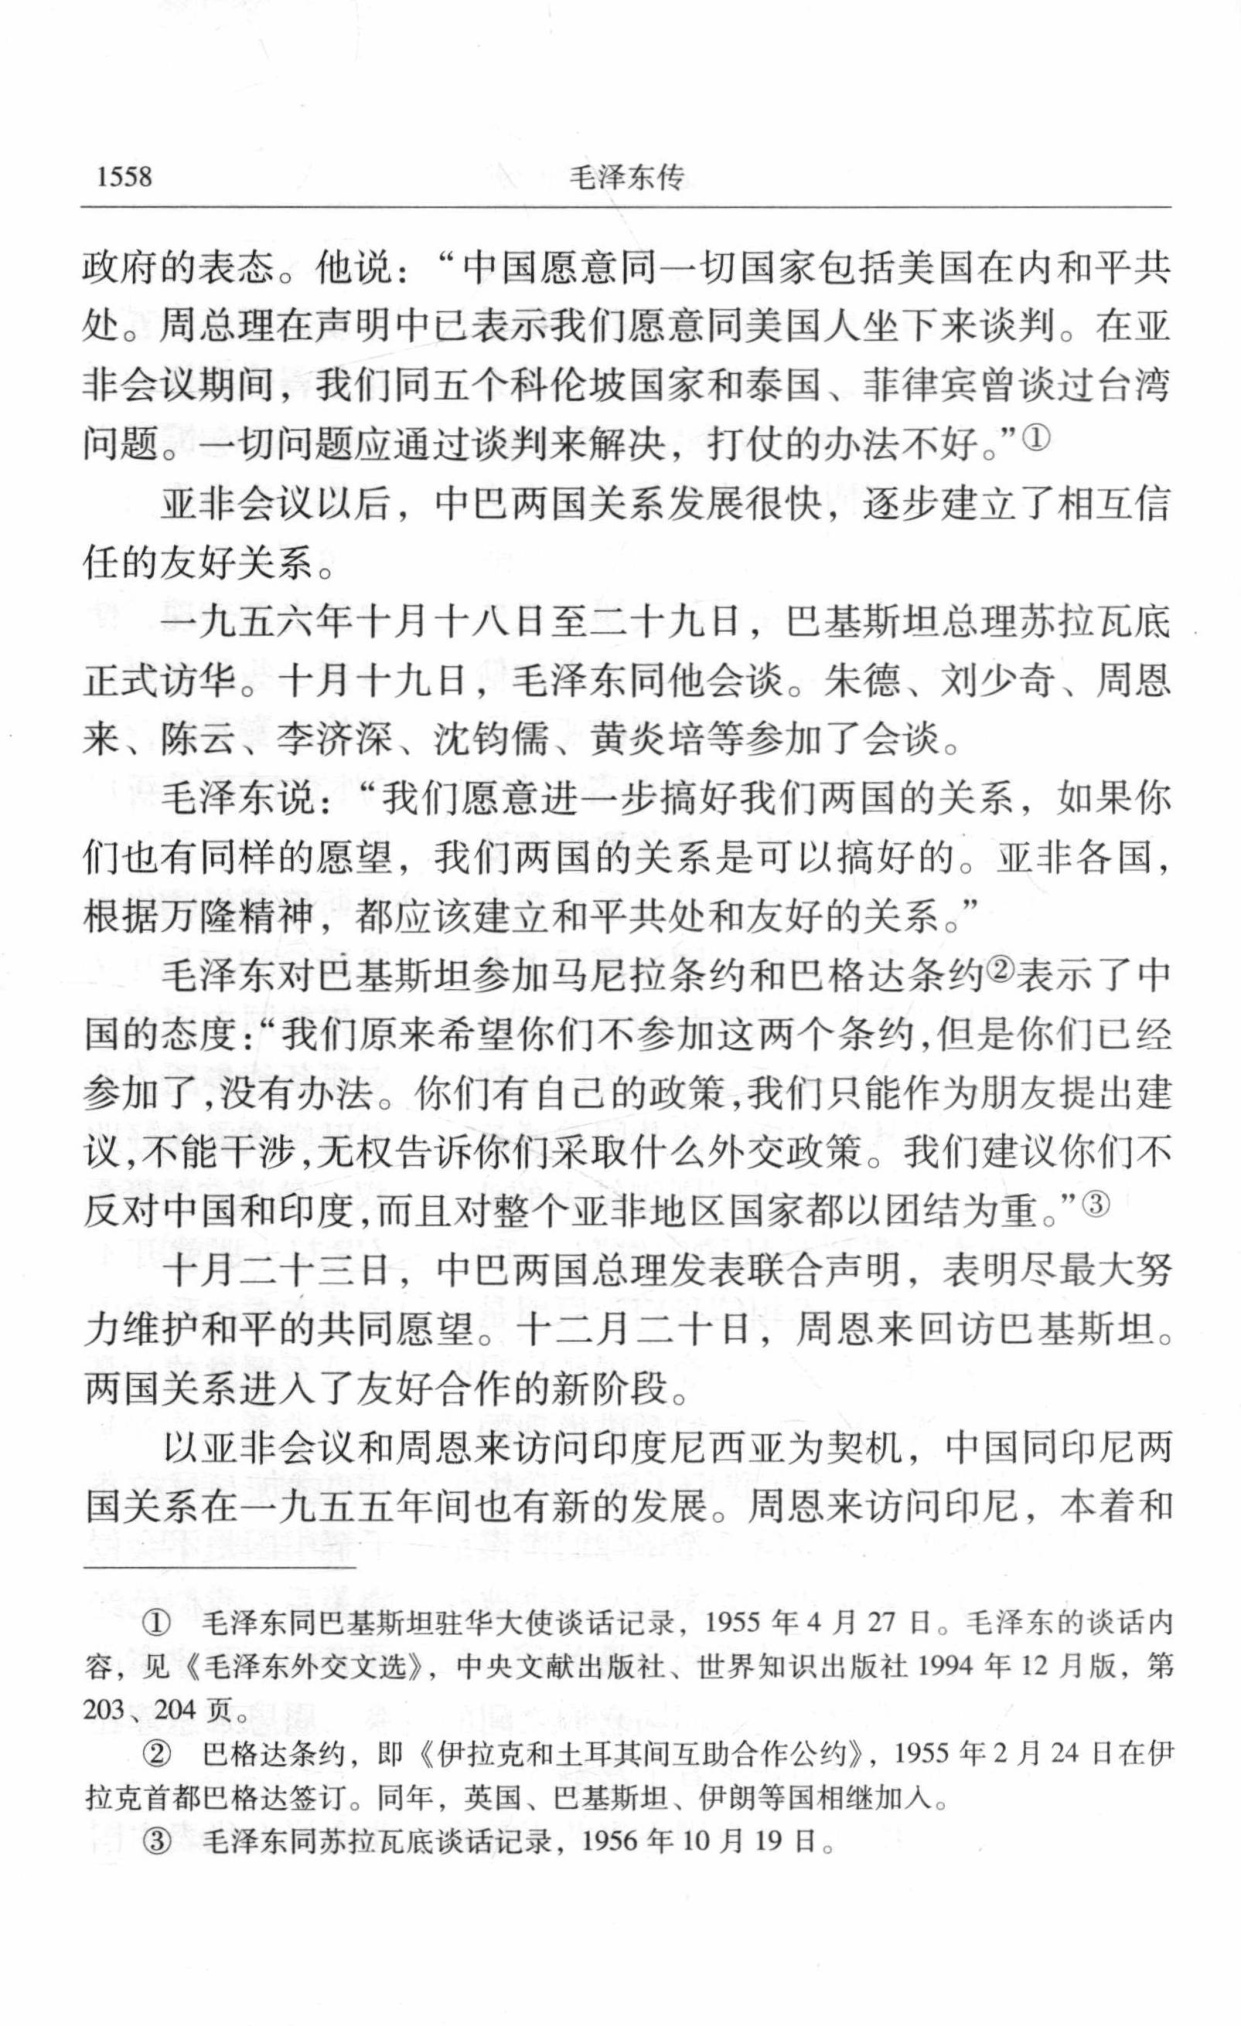 1558
毛泽东传
政府的表态。他说：“中国愿意同一切国家包括美国在内和平共
处。周总理在声明中已表示我们愿意同美国人坐下来谈判。在亚
非会议期间，我们同五个科伦坡国家和泰国、菲律宾曾谈过台湾
问题。一切问题应通过谈判来解决，打仗的办法不好。”①
亚非会议以后，中巴两国关系发展很快，逐步建立了相互信
任的友好关系。
一九五六年十月十八日至二十九日，巴基斯坦总理苏拉瓦底
正式访华。十月十九日，毛泽东同他会谈。朱德、刘少奇、周恩
来、陈云、李济深、沈钧儒、黄炎培等参加了会谈。
毛泽东说：“我们愿意进一步搞好我们两国的关系，如果你
们也有同样的愿望，我们两国的关系是可以搞好的。亚非各国，
根据万隆精神，都应该建立和平共处和友好的关系。”
毛泽东对巴基斯坦参加马尼拉条约和巴格达条约②表示了中
国的态度：“我们原来希望你们不参加这两个条约，但是你们已经
参加了，没有办法。你们有自己的政策，我们只能作为朋友提出建
议，不能干涉，无权告诉你们采取什么外交政策。我们建议你们不
反对中国和印度，而且对整个亚非地区国家都以团结为重。”③
十月二十三日，中巴两国总理发表联合声明，表明尽最大努
力维护和平的共同愿望。十二月二十日，周恩来回访巴基斯坦。
两国关系进入了友好合作的新阶段。
以亚非会议和周恩来访问印度尼西亚为契机，中国同印尼两
国关系在一九五五年间也有新的发展。周恩来访问印尼，本着和
① 毛泽东同巴基斯坦驻华大使谈话记录，1955 年 4 月 27 日。毛泽东的谈话内
容，见《毛泽东外交文选》，中央文献出版社、世界知识出版社 1994 年 12 月版，第
203、204 页。
② 巴格达条约，即《伊拉克和土耳其间互助合作公约》，1955 年 2 月 24 日在伊
拉克首都巴格达签订。同年，英国、巴基斯坦、伊朗等国相继加入。
③ 毛泽东同苏拉瓦底谈话记录，1956 年 10 月 19 日。